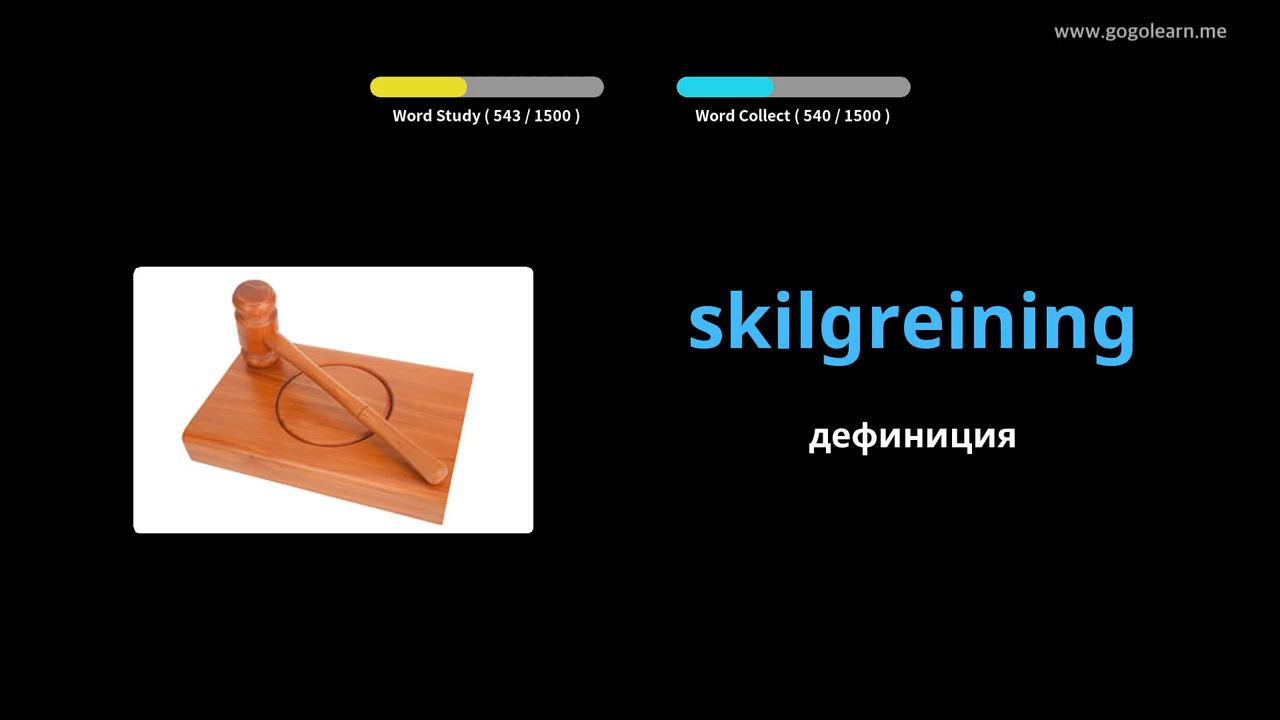 www.gogolearn.me
Word Study ( 543 / 1500 )
Word Collect ( 540 / 1500 )
skilgreining
дефиниция